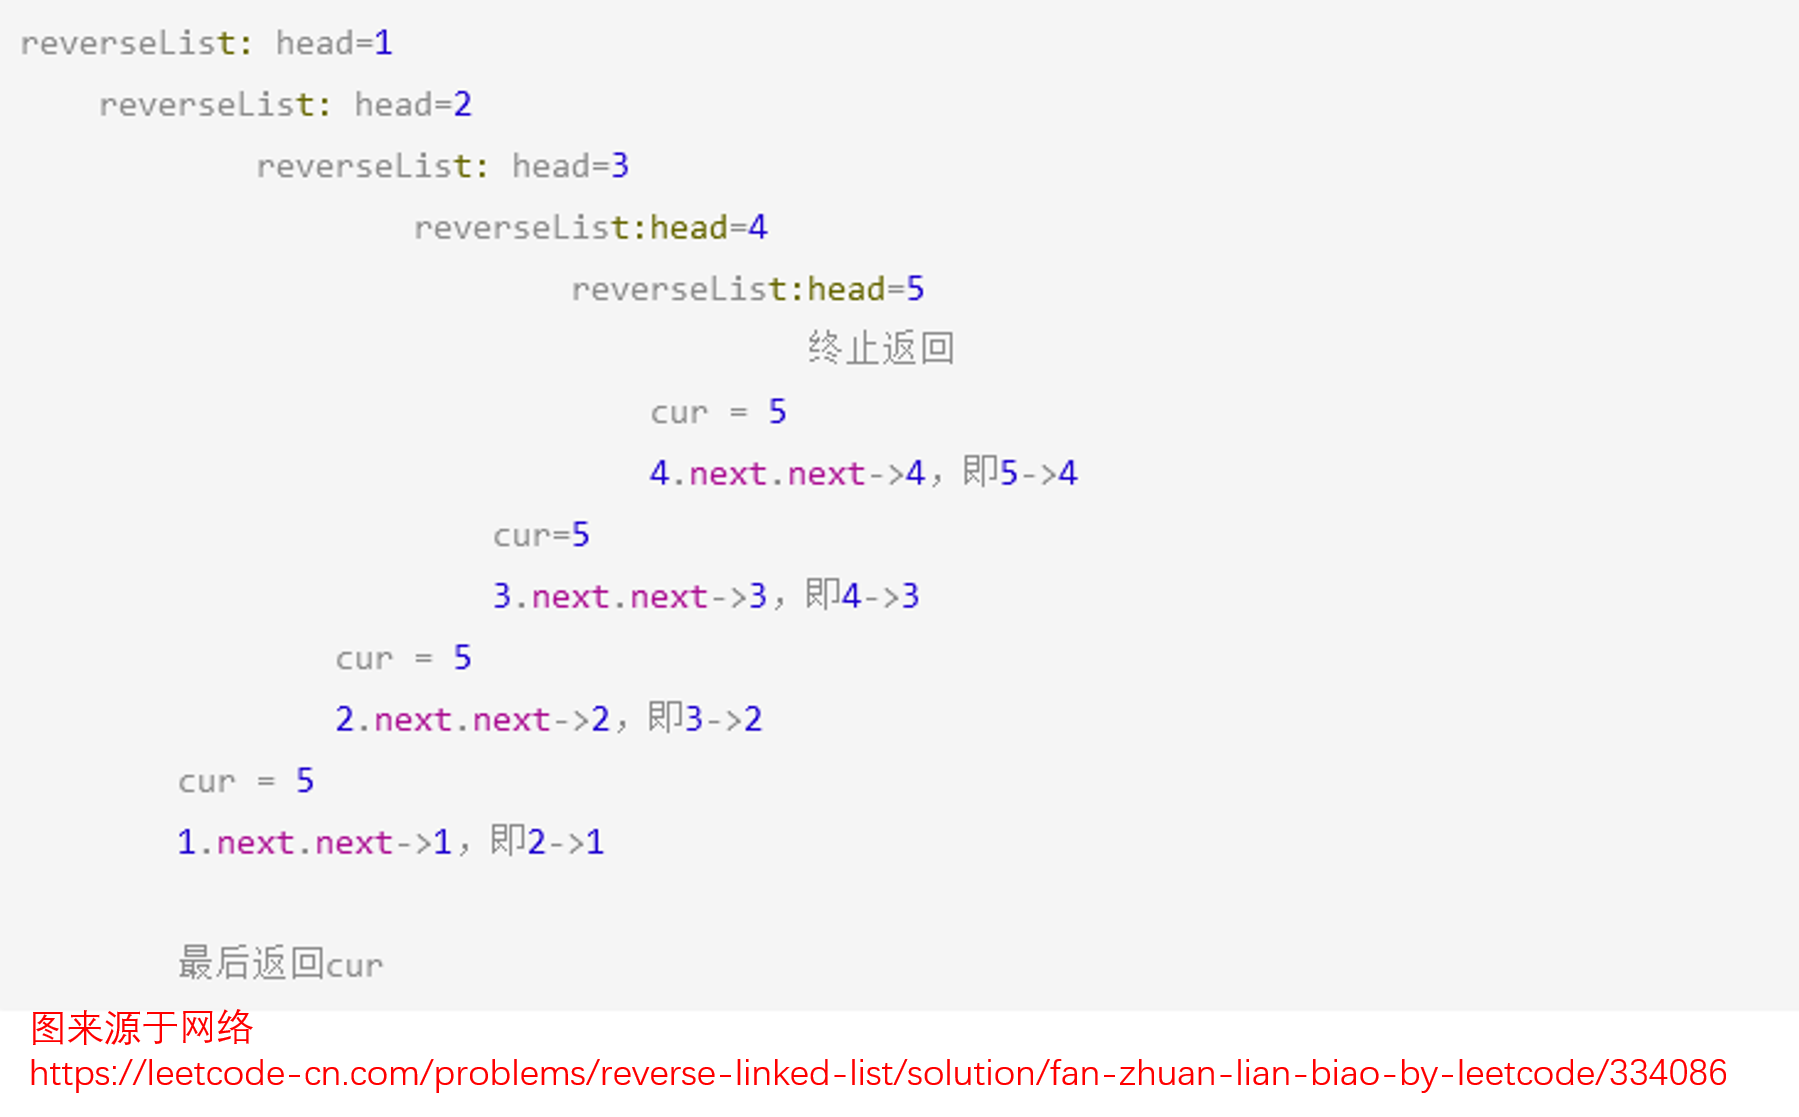 reverseList: head=1
reverseList: head=2
reverseList: head=3
reverseList:head=4
reverseList:head=5
终止返回
cur = 5
4.next.next->4，即5->4
cur=5
3.next.next->3，即4->3
cur = 5
2.next.next->2，即3->2
cur = 5
1.next.next->1，即2->1
最后返回cur
图来源于网络
https://leetcode-cn.com/problems/reverse-linked-list/solution/fan-zhuan-lian-biao-by-leetcode/334086